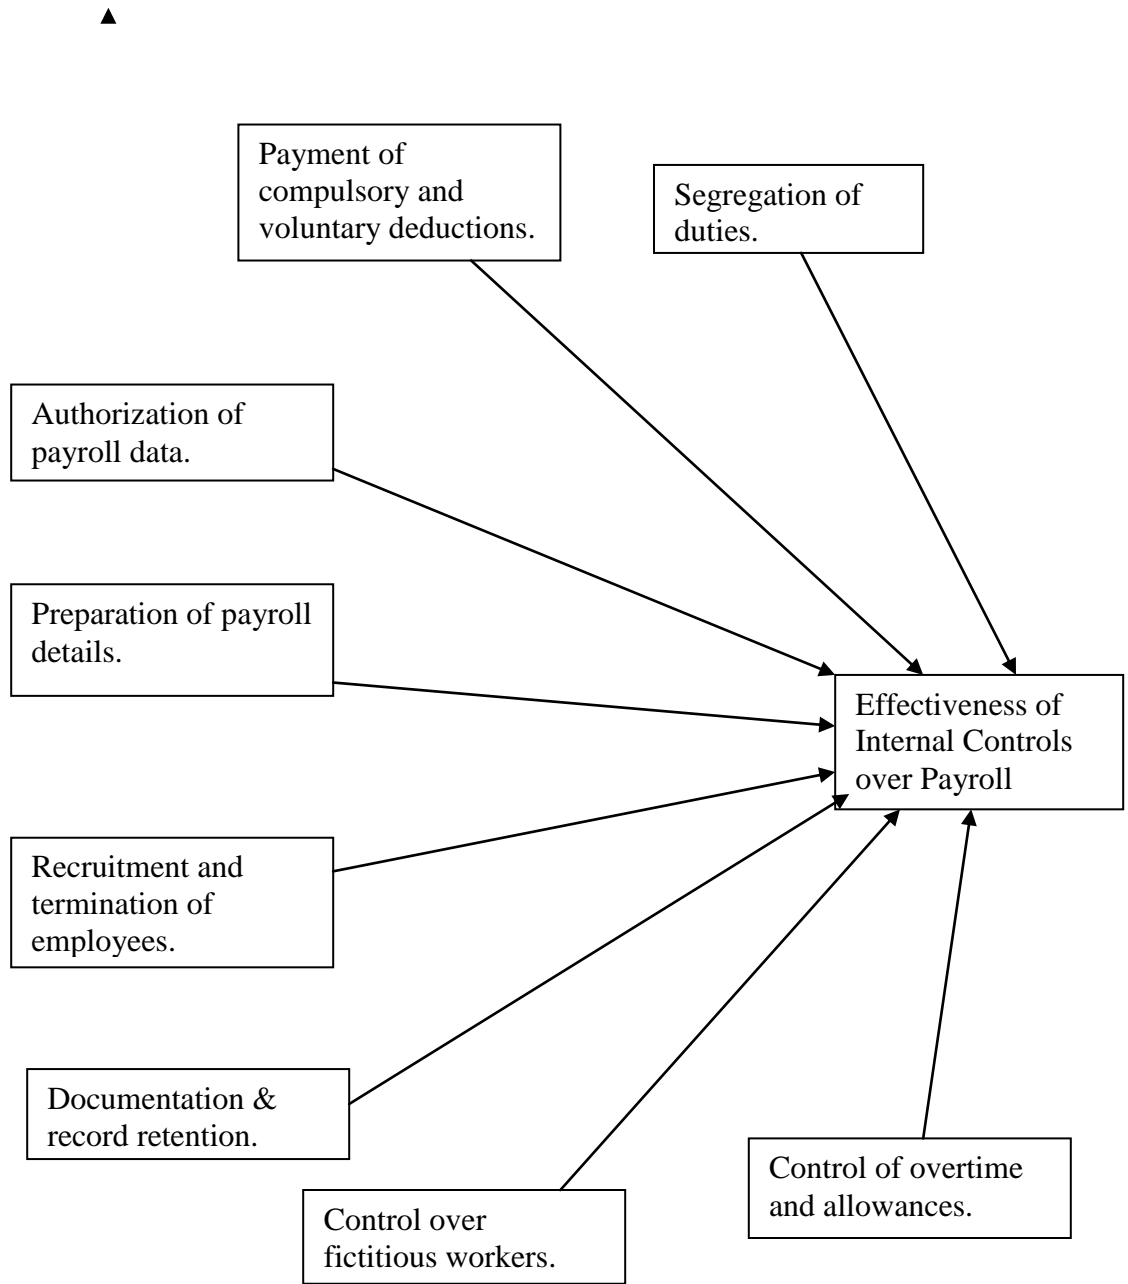 Payment of
compulsory and
voluntary deductions.
Segregation of
duties.
Authorization of
payroll data.
Preparation of payroll
details.
Effectiveness of
Internal Controls
over Payroll
Recruitment and
termination of
employees.
Documentation &
record retention.
Control of overtime
and allowances.
Control over
fictitious workers.